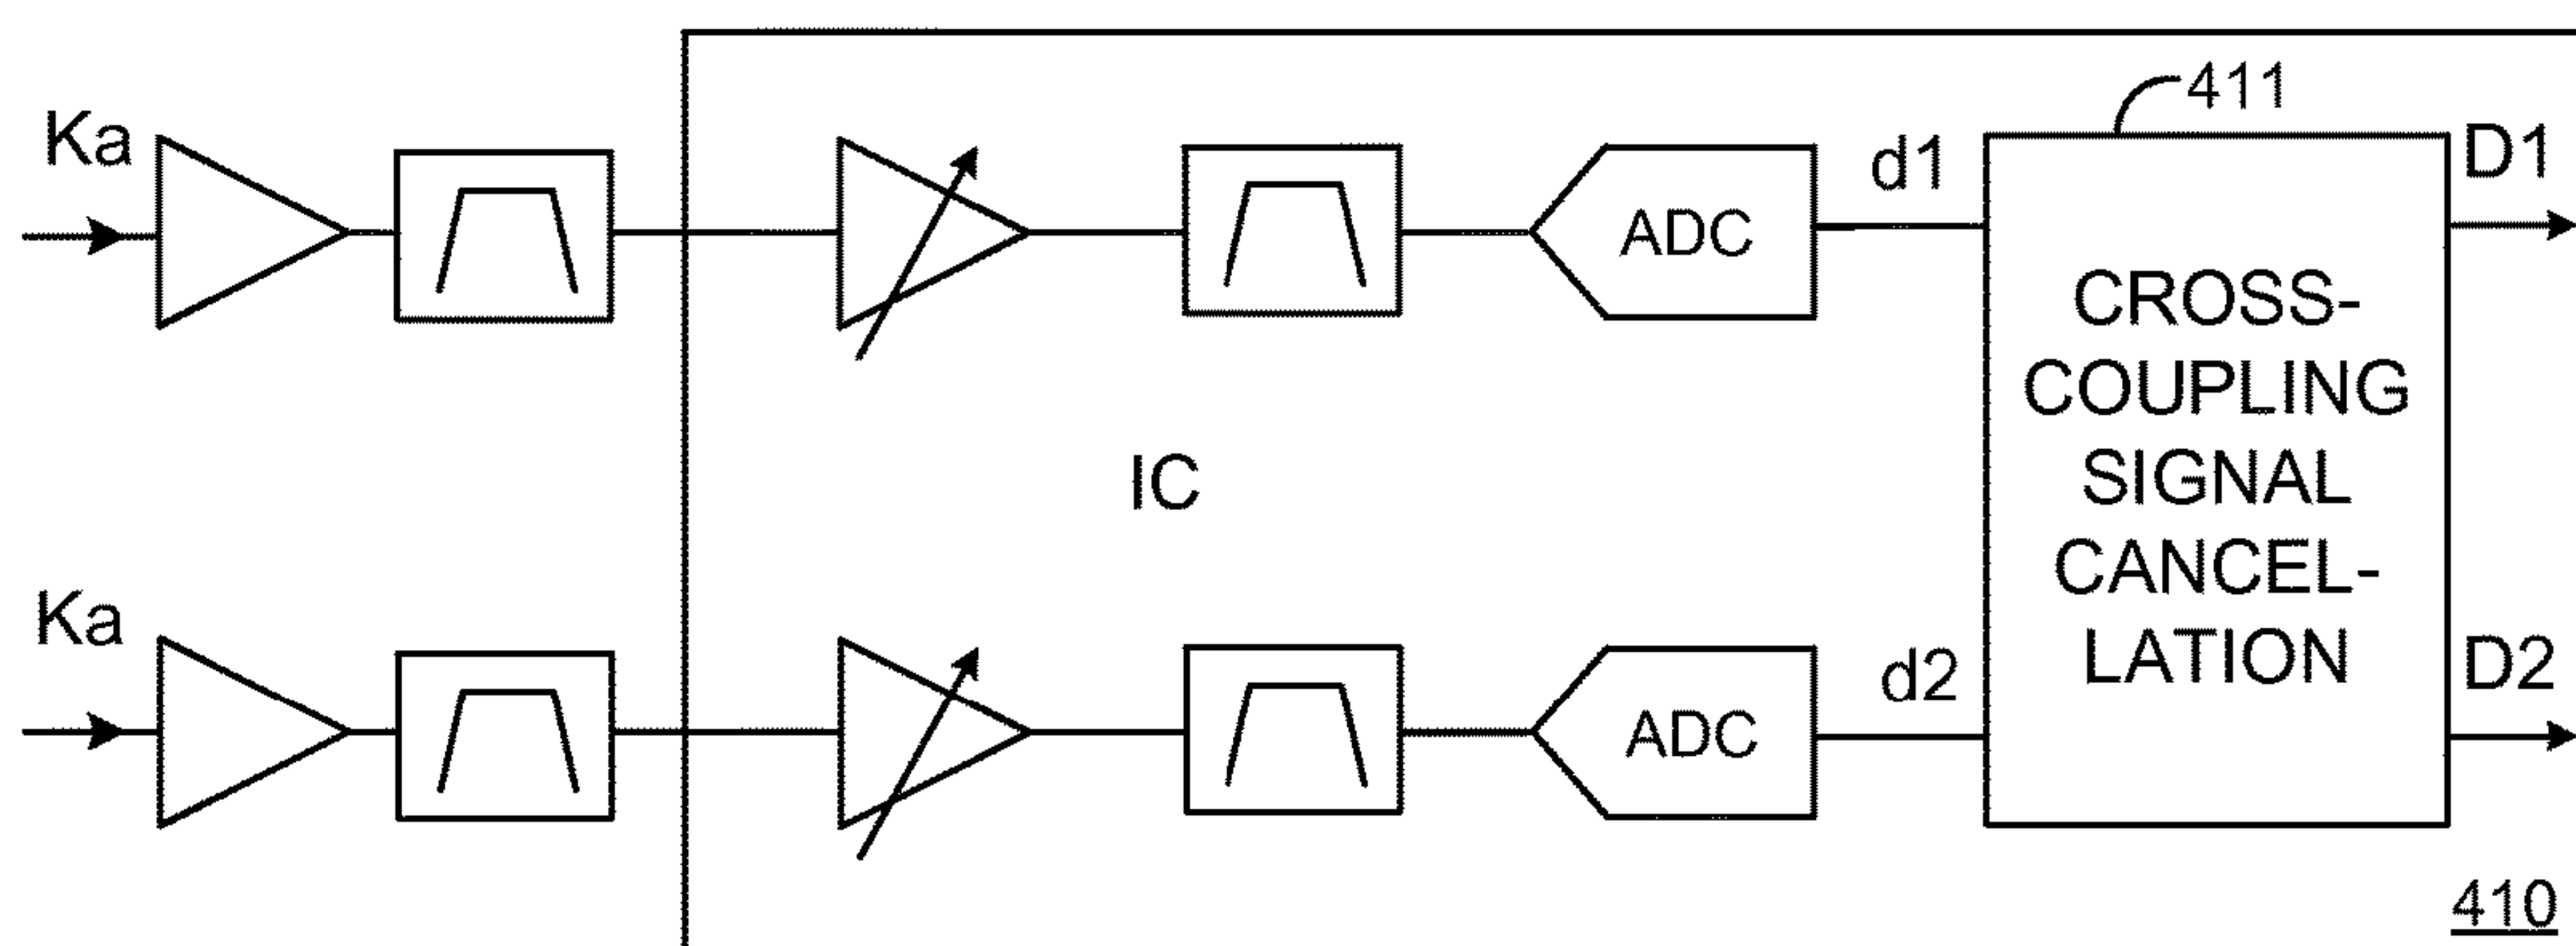 411
Ka
d1
D1
ADC
CROSS-
COUPLING
SIGNAL
CANCEL-
LATION
IC
Ka
d2
D2
ADC
410